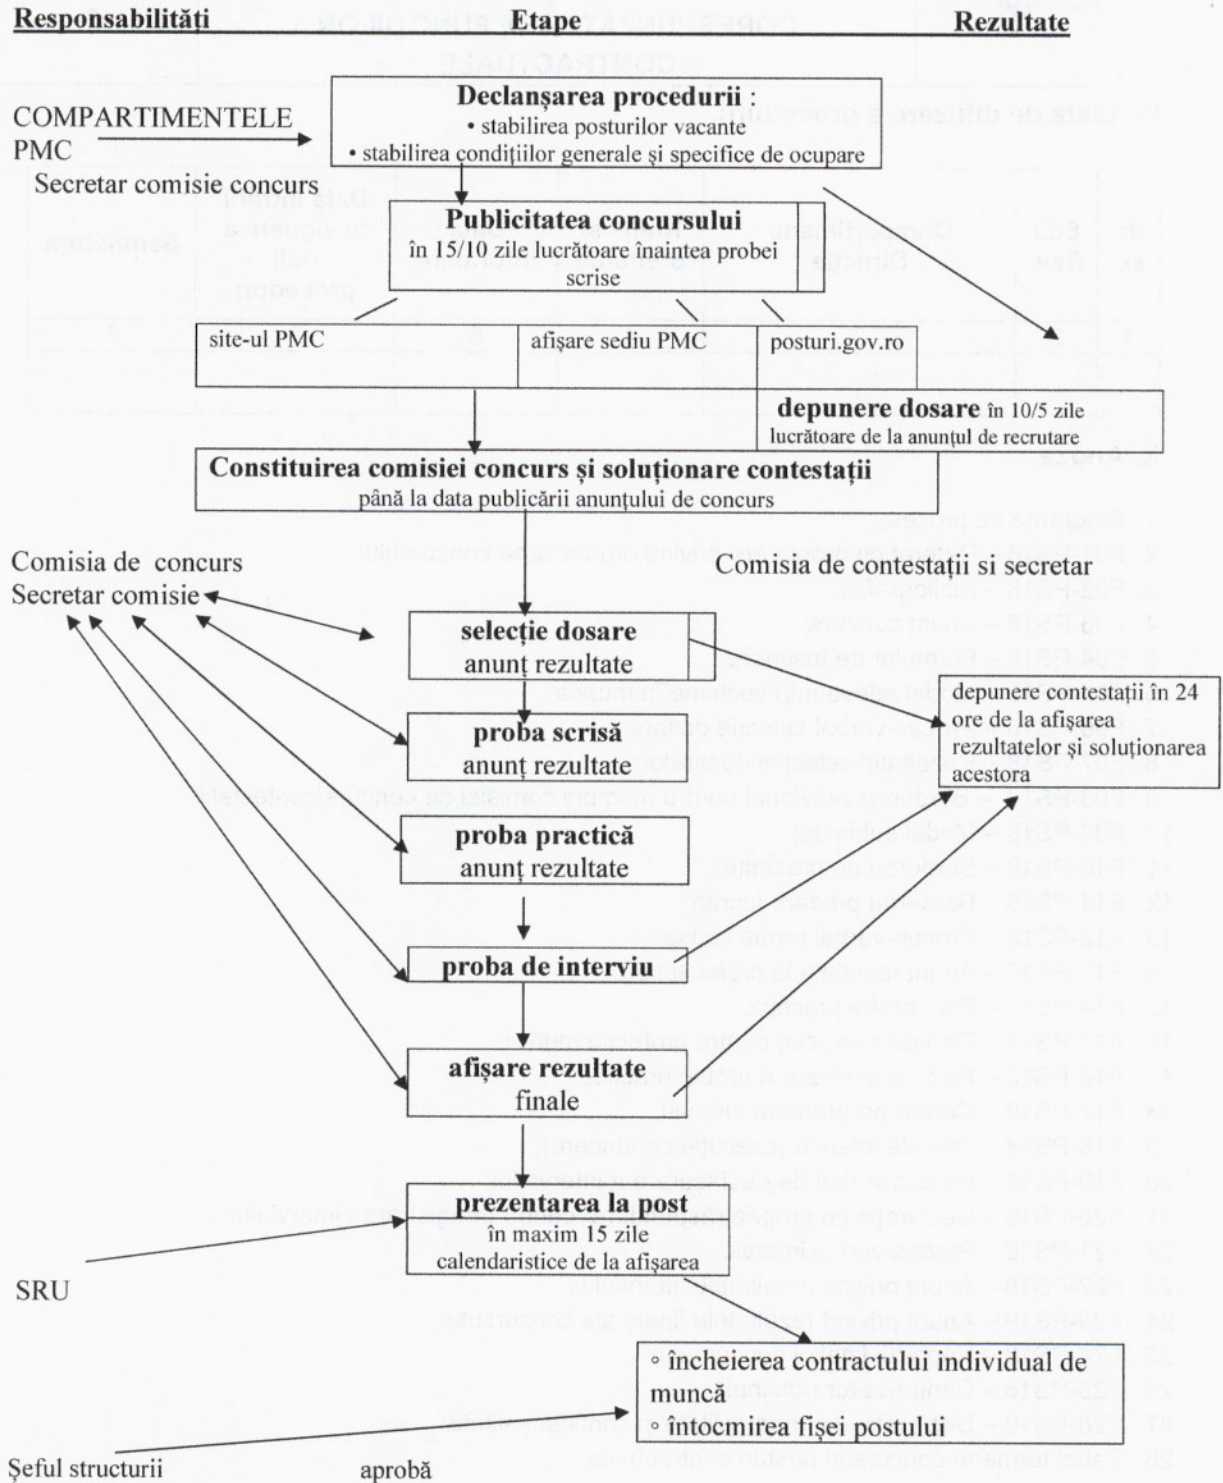 Responsabilități Etape Rezultate
Declanșarea procedurii :
• stabilirea posturilor vacante
• stabilirea condițiilor generale și specifice de ocupare
COMPARTIMENTELE
PMC
Secretar comisie concurs
Publicitatea concursului
în 15/10 zile lucrătoare înaintea probei
scrise
site-ul PMC
afișare sediu PMC
posturi.gov.ro
depunere dosare în 10/5 zile
lucrătoare de la anunțul de recrutare
Constituirea comisiei concurs și soluționare contestații
până la data publicării anunțului de concurs
Comisia de concurs
Secretar comisie
Comisia de contestații si secretar
selecție dosare
anunț rezultate
depunere contestații în 24
ore de la afișarea
rezultatelor și soluționarea
acestora
proba scrisă
anunț rezultate
proba practică
anunț rezultate
proba de interviu
afișare rezultate
finale
prezentarea la post
în maxim 15 zile
calendaristice de la afișarea
SRU
◦ încheierea contractului individual de
muncă
◦ întocmirea fișei postului
Șeful structurii aprobă